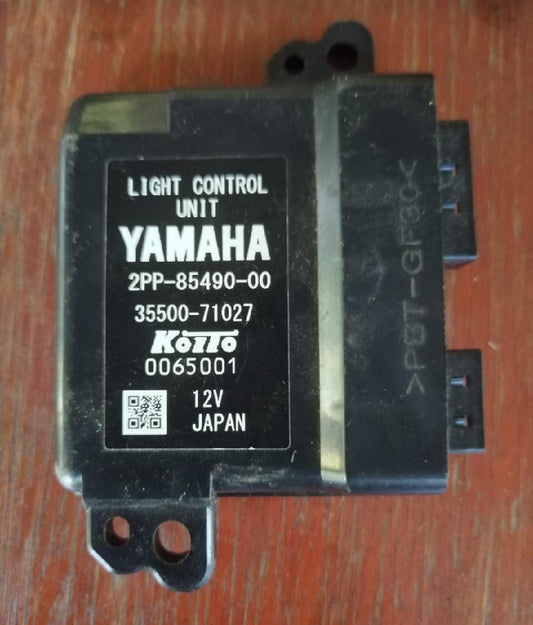 LIGHT CONTROL
UNIT
YAMAHA
2PP-85490-00
35500-71027
KOITO
0065001
12V
JAPAN
>PBT-GF30<